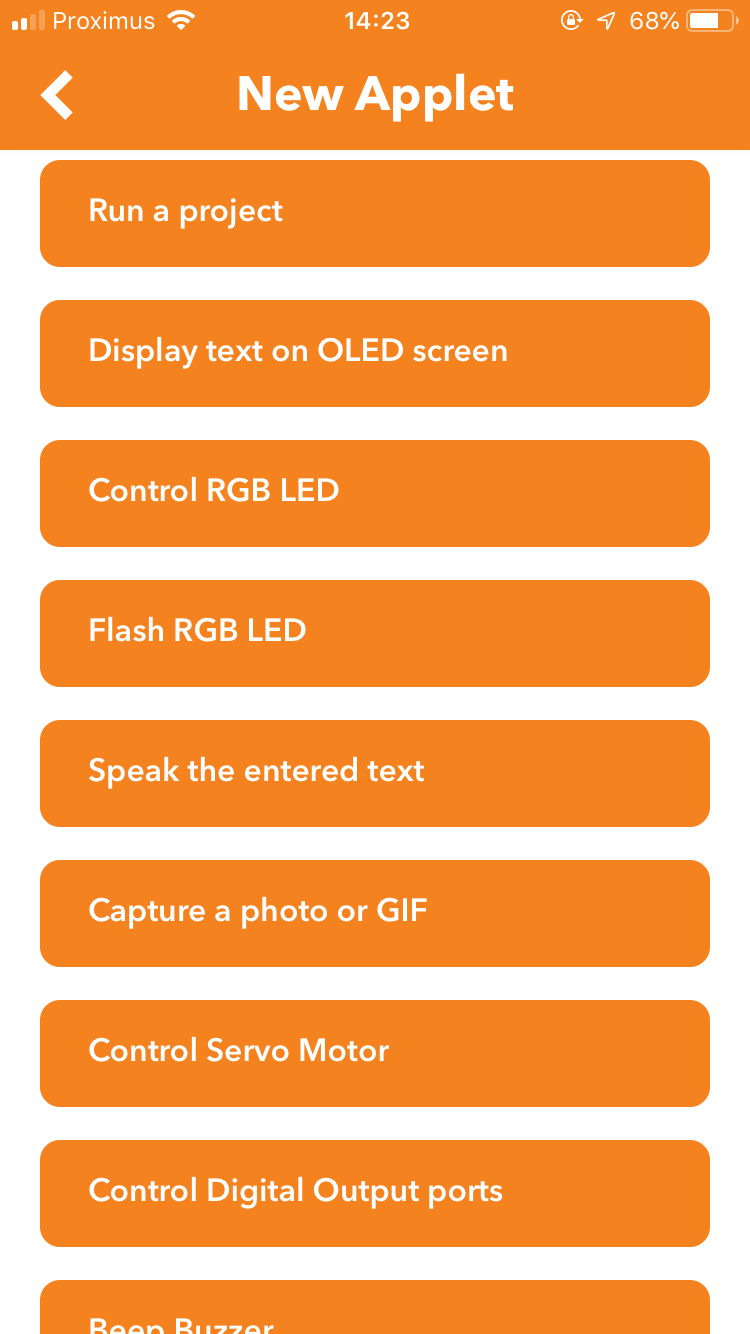 Proximus 14:23 68%
New Applet
Run a project
Display text on OLED screen
Control RGB LED
Flash RGB LED
Speak the entered text
Capture a photo or GIF
Control Servo Motor
Control Digital Output ports
Beep Buzzer